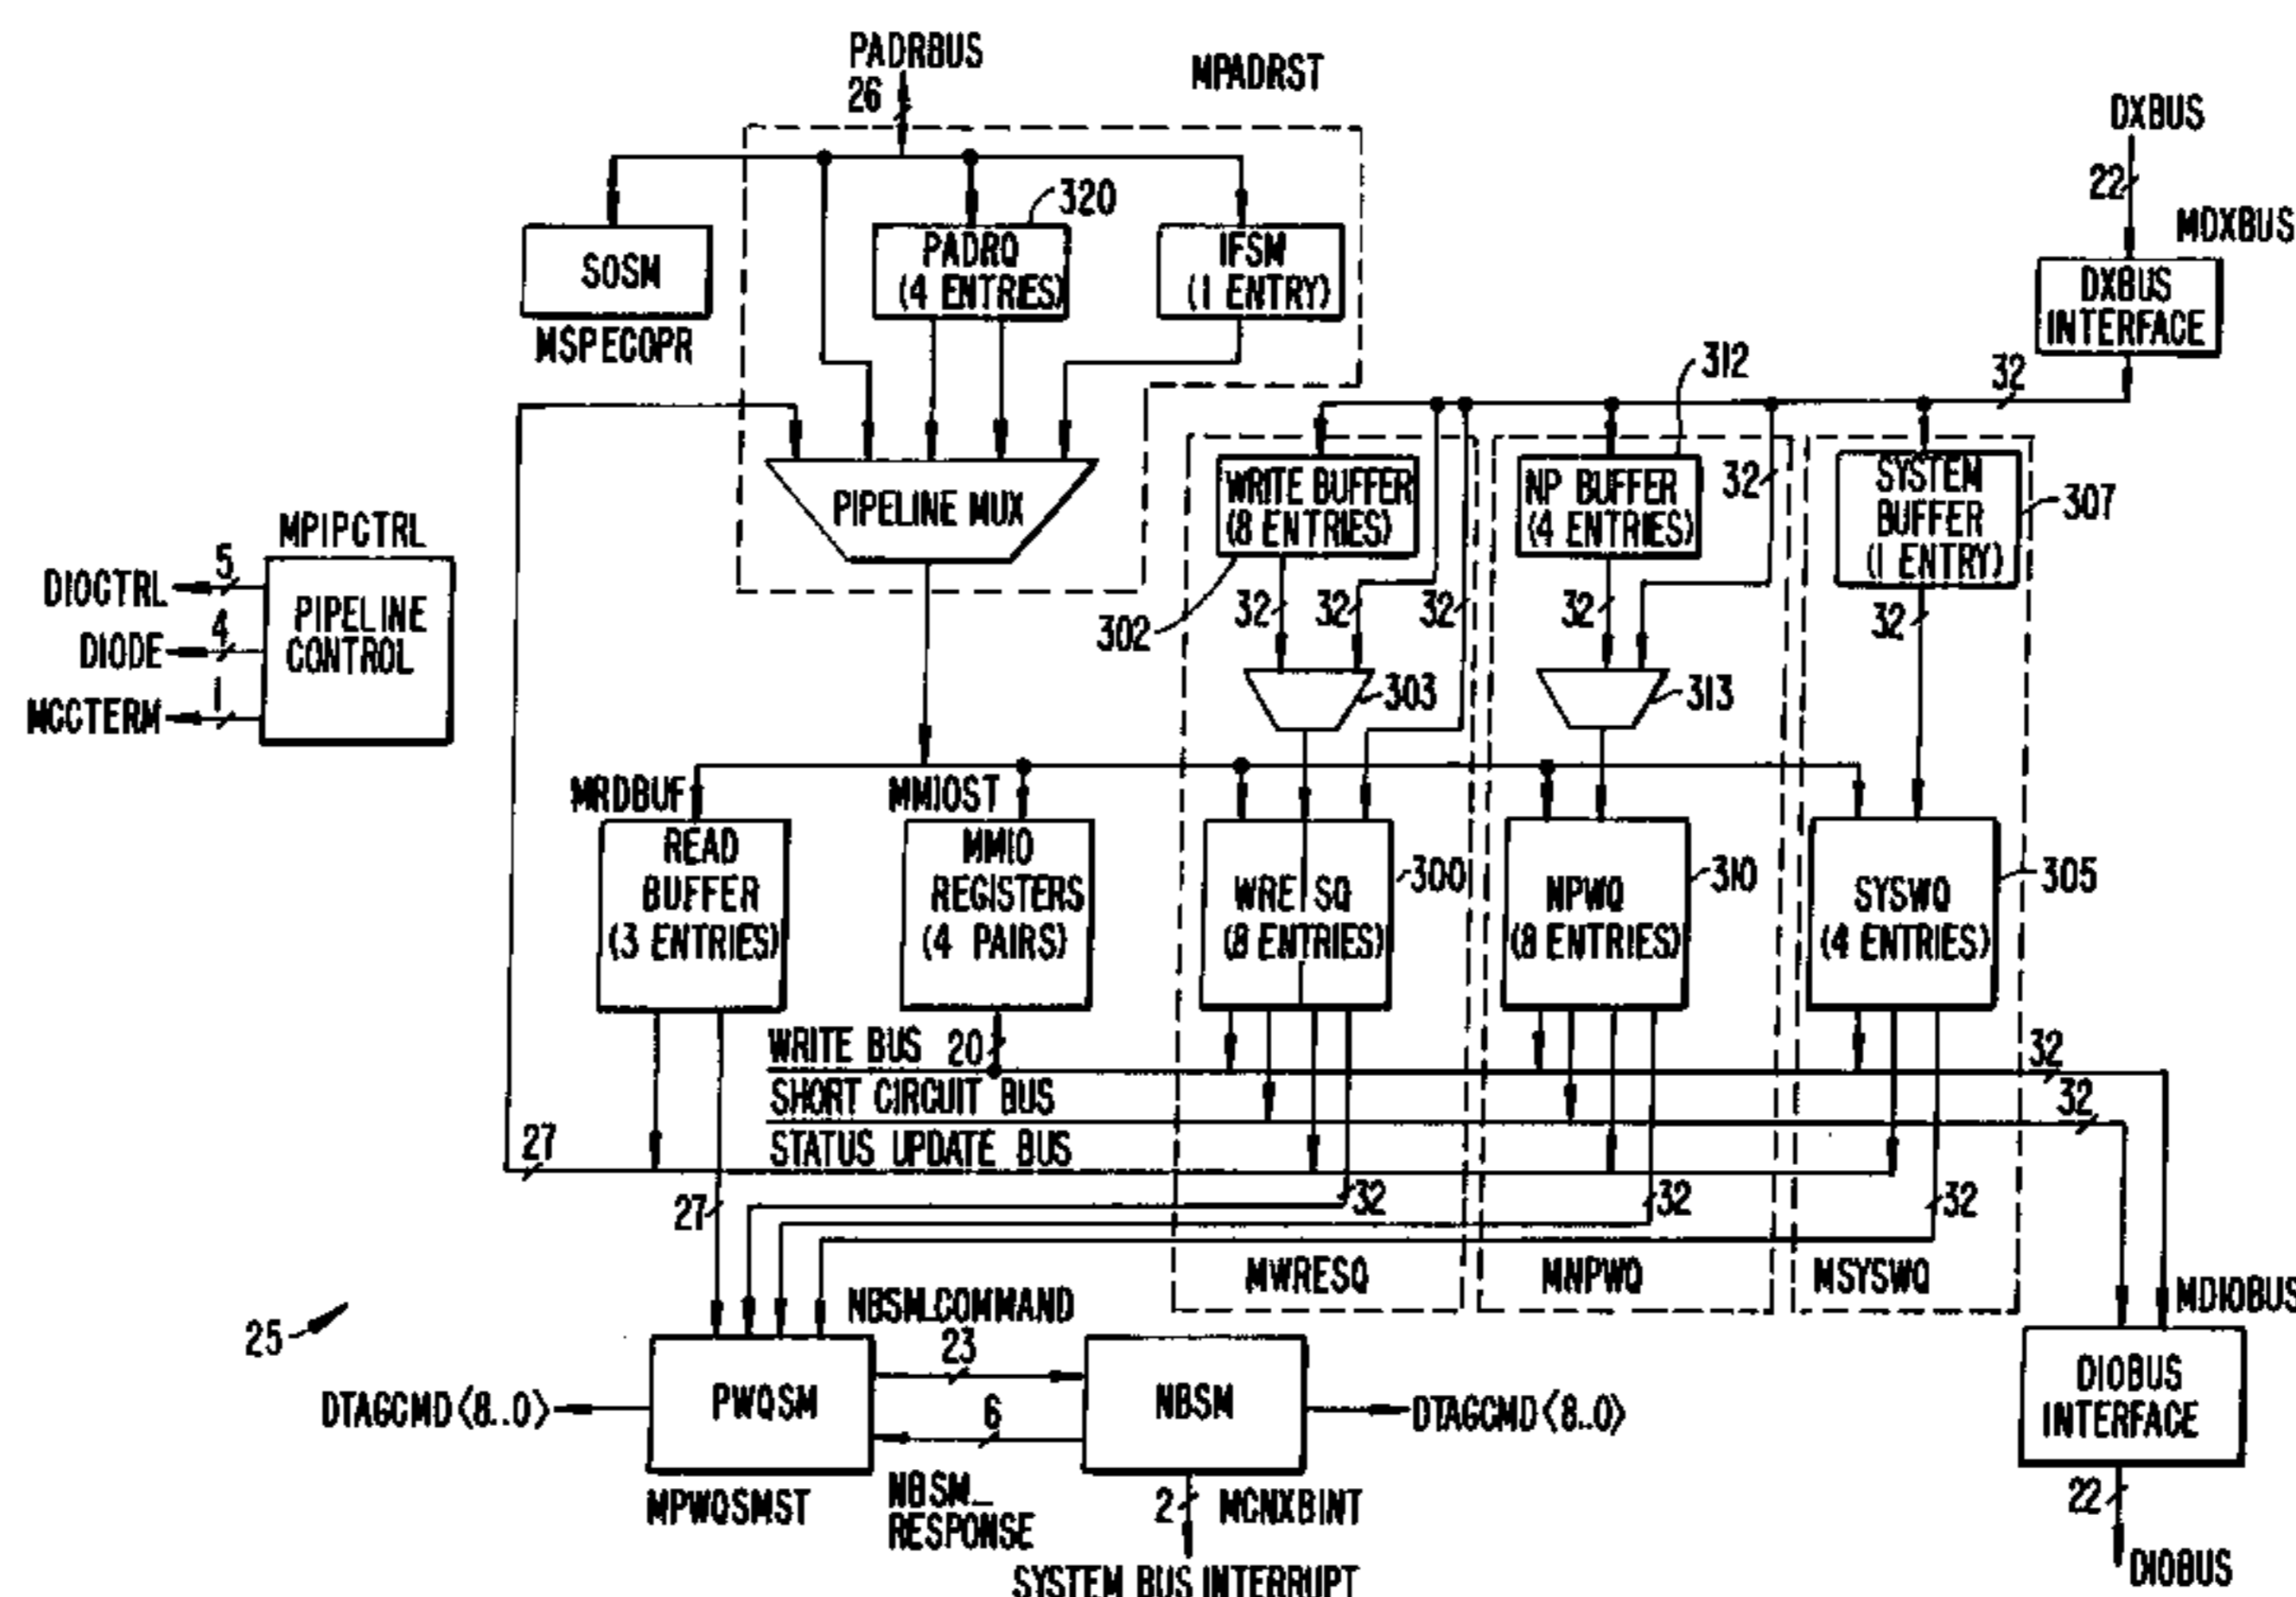 PADRBUS
26
MPADRST
DXBUS
22
MDXBUS
320
SOSM
PADRQ
(4 ENTRIES)
IFSM
(1 ENTRY)
DXBUS
INTERFACE
MSPECOPR
312
32
PIPELINE MUX
WRITE BUFFER
(8 ENTRIES)
NP BUFFER
(4 ENTRIES)
32
SYSTEM
BUFFER
(1 ENTRY)
307
MPIPCTRL
DIOCTRL
5
DIODE
4
MCCTERM
1
PIPELINE
CONTROL
302
32
32
32
32
32
303
313
MRDBUF
MMIOST
READ
BUFFER
(3 ENTRIES)
MMIO
REGISTERS
(4 PAIRS)
WRESQ
(8 ENTRIES)
300
NPWQ
(8 ENTRIES)
310
SYSWQ
(4 ENTRIES)
305
WRITE BUS
20
32
SHORT CIRCUIT BUS
32
STATUS UPDATE BUS
27
27
32
32
32
MWRESQ
MNPWQ
MSYSWQ
MDIOBUS
25
NBSM_COMMAND
23
DTAGCMD<8..0>
PWQSM
6
NBSM
DTAGCMD<8..0>
DIOBUS
INTERFACE
MPWQSMST
NBSM_
RESPONSE
2
MCNXBINT
22
SYSTEM BUS INTERRUPT
DIOBUS